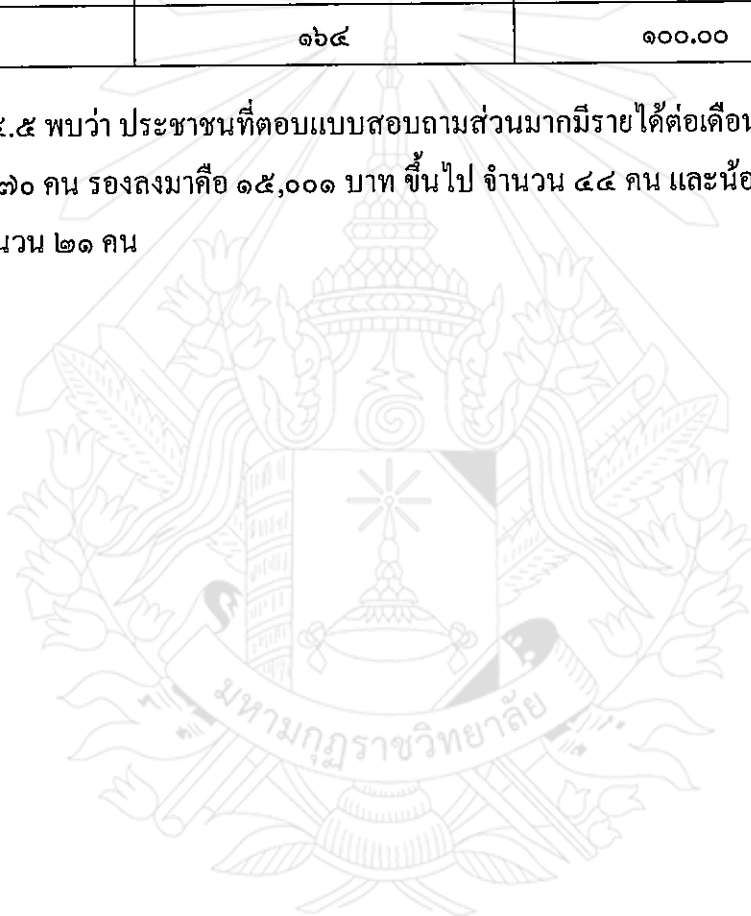 ๑๖๔ ๑๐๐.๐๐
๔.๕ พบว่า ประชาชนที่ตอบแบบสอบถามส่วนมากมีรายได้ต่อเดือน
๗๐ คน รองลงมาคือ ๑๕,๐๐๑ บาท ขึ้นไป จำนวน ๔๔ คน และน้อ
นวน ๒๑ คน
มหามกุฏราชวิทยาลัย